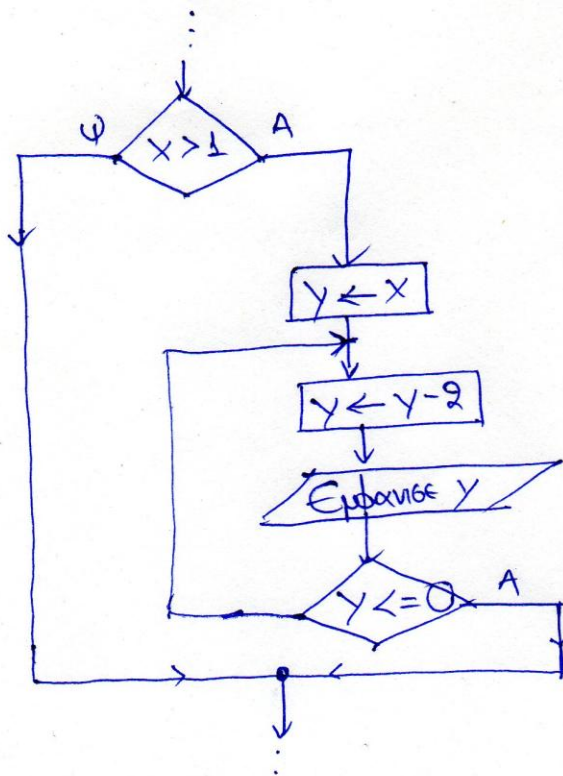 Ψ
Α
Χ > 1
Υ ← Χ
Υ ← Υ - 2
Εμφάνισε Υ
Υ <= 0
Α